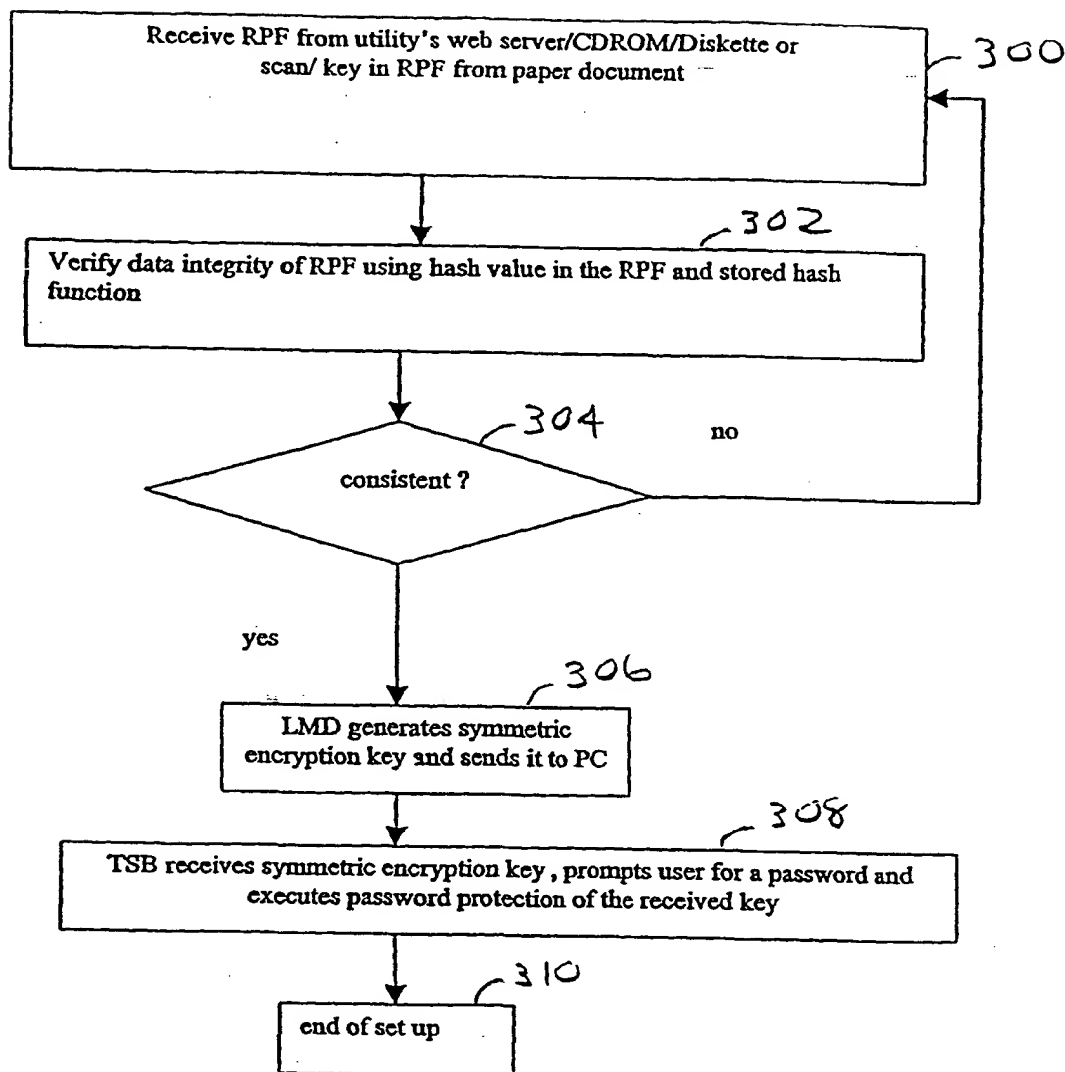 Receive RPF from utility's web server/CDROM/Diskette or
scan/ key in RPF from paper document
300
302
Verify data integrity of RPF using hash value in the RPF and stored hash
function
304
no
consistent ?
yes
306
LMD generates symmetric
encryption key and sends it to PC
308
TSB receives symmetric encryption key , prompts user for a password and
executes password protection of the received key
310
end of set up